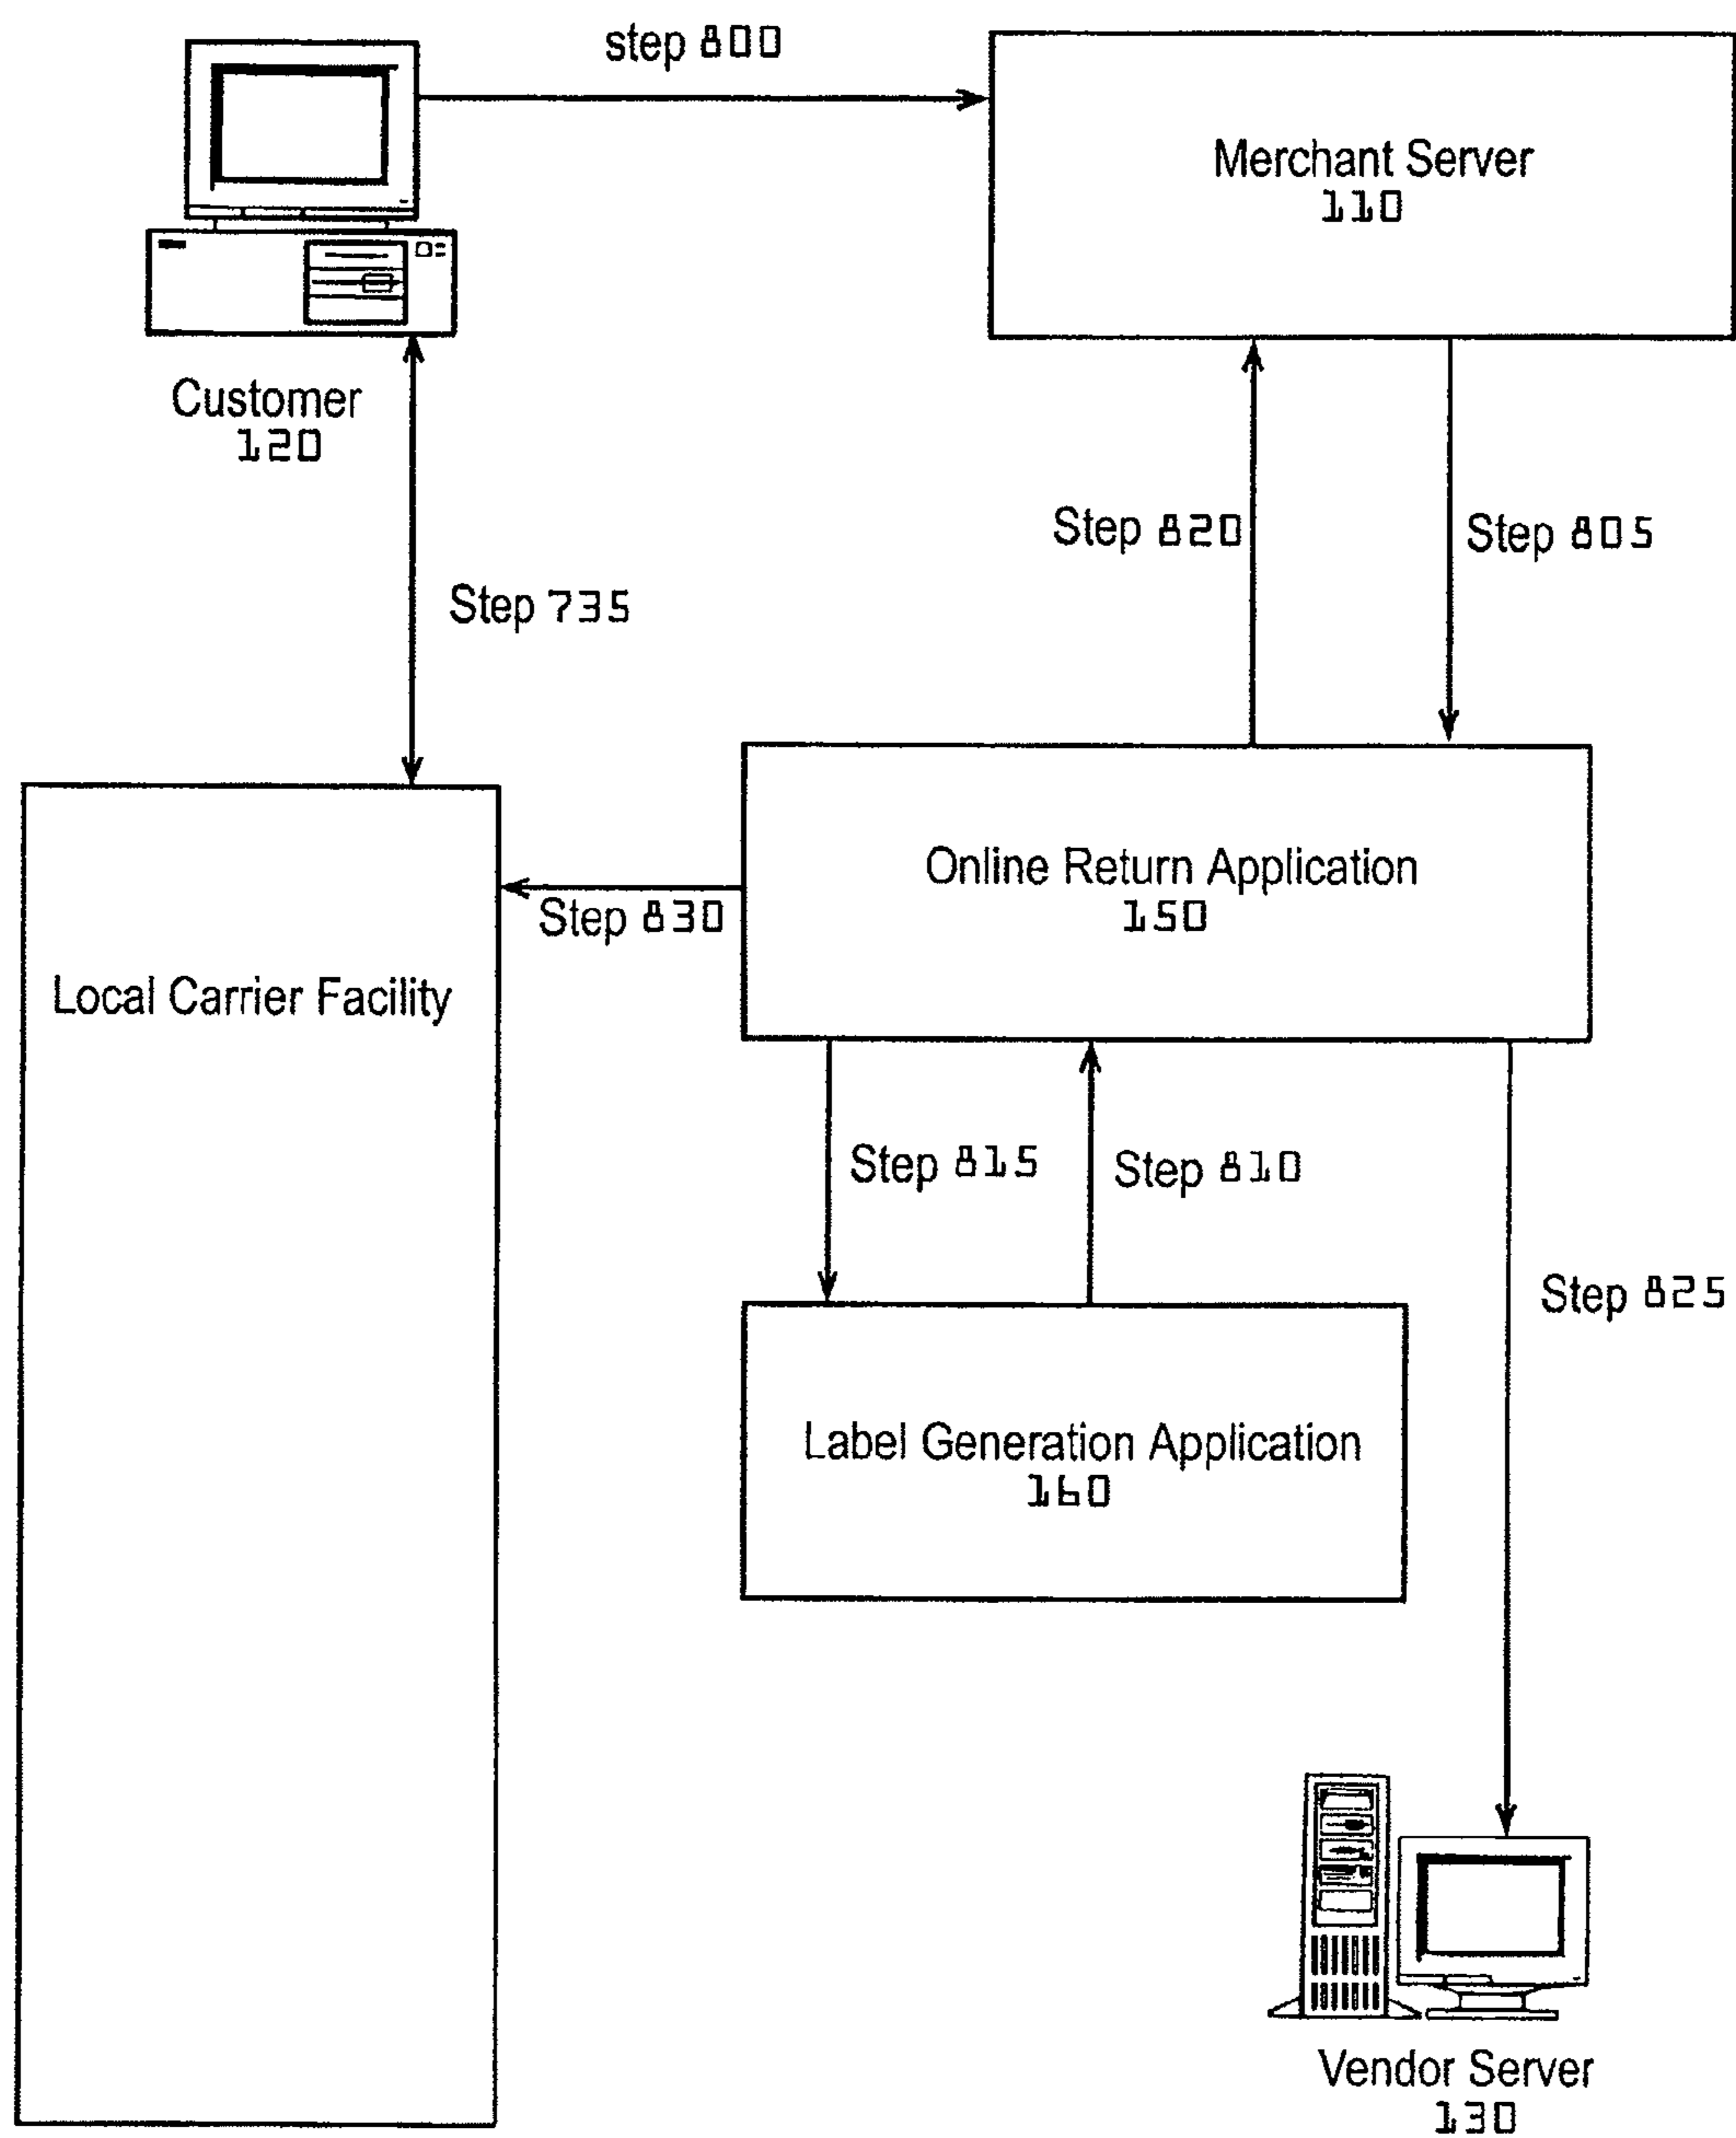 step 800
Merchant Server
110
Customer
120
Step 820
Step 805
Step 735
Online Return Application
150
Step 830
Local Carrier Facility
Step 815
Step 810
Step 825
Label Generation Application
160
Vendor Server
130